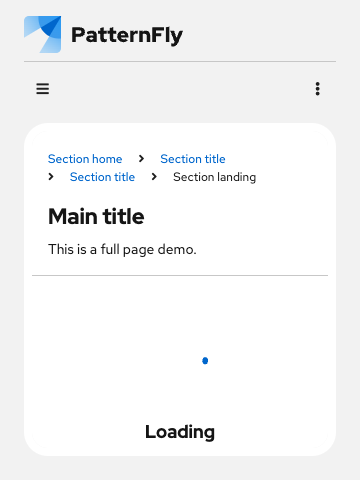 PatternFly
Section home > Section title
> Section title > Section landing
Main title
This is a full page demo.
Loading